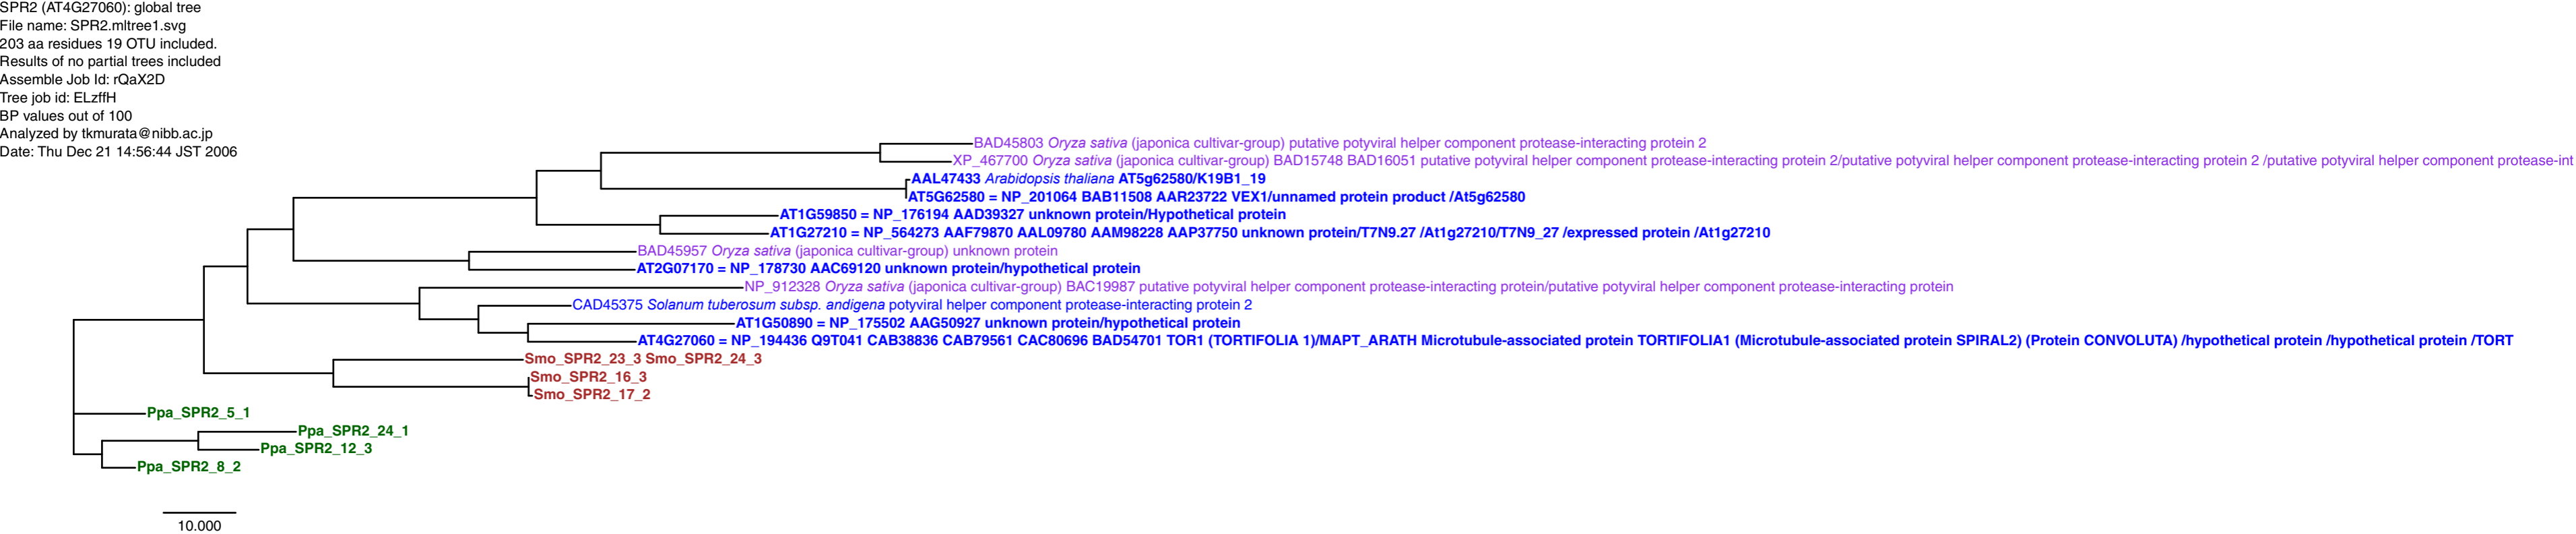 SPR2 (AT4G27060): global tree
File name: SPR2.mltree1.svg
203 aa residues 19 OTU included.
Results of no partial trees included
Assemble Job Id: rQaX2D
Tree job id: ELzffH
BP values out of 100
Analyzed by tkmurata@nibb.ac.jp
Date: Thu Dec 21 14:56:44 JST 2006
BAD45803 Oryza sativa (japonica cultivar-group) putative potyviral helper component protease-interacting protein 2
XP_467700 Oryza sativa (japonica cultivar-group) BAD15748 BAD16051 putative potyviral helper component protease-interacting protein 2/putative potyviral helper component protease-interacting protein 2 /putative potyviral helper component protease-int
AAL47433 Arabidopsis thaliana AT5g62580/K19B1_19
AT5G62580 = NP_201064 BAB11508 AAR23722 VEX1/unnamed protein product /At5g62580
AT1G59850 = NP_176194 AAD39327 unknown protein/Hypothetical protein
AT1G27210 = NP_564273 AAF79870 AAL09780 AAM98228 AAP37750 unknown protein/T7N9.27 /At1g27210/T7N9_27 /expressed protein /At1g27210
BAD45957 Oryza sativa (japonica cultivar-group) unknown protein
AT2G07170 = NP_178730 AAC69120 unknown protein/hypothetical protein
NP_912328 Oryza sativa (japonica cultivar-group) BAC19987 putative potyviral helper component protease-interacting protein/putative potyviral helper component protease-interacting protein
CAD45375 Solanum tuberosum subsp. andigena potyviral helper component protease-interacting protein 2
AT1G50890 = NP_175502 AAG50927 unknown protein/hypothetical protein
AT4G27060 = NP_194436 Q9T041 CAB38836 CAB79561 CAC80696 BAD54701 TOR1 (TORTIFOLIA 1)/MAPT_ARATH Microtubule-associated protein TORTIFOLIA1 (Microtubule-associated protein SPIRAL2) (Protein CONVOLUTA) /hypothetical protein /hypothetical protein /TORT
Smo_SPR2_23_3 Smo_SPR2_24_3
Smo_SPR2_16_3
Smo_SPR2_17_2
Ppa_SPR2_5_1
Ppa_SPR2_24_1
Ppa_SPR2_12_3
Ppa_SPR2_8_2
10.000